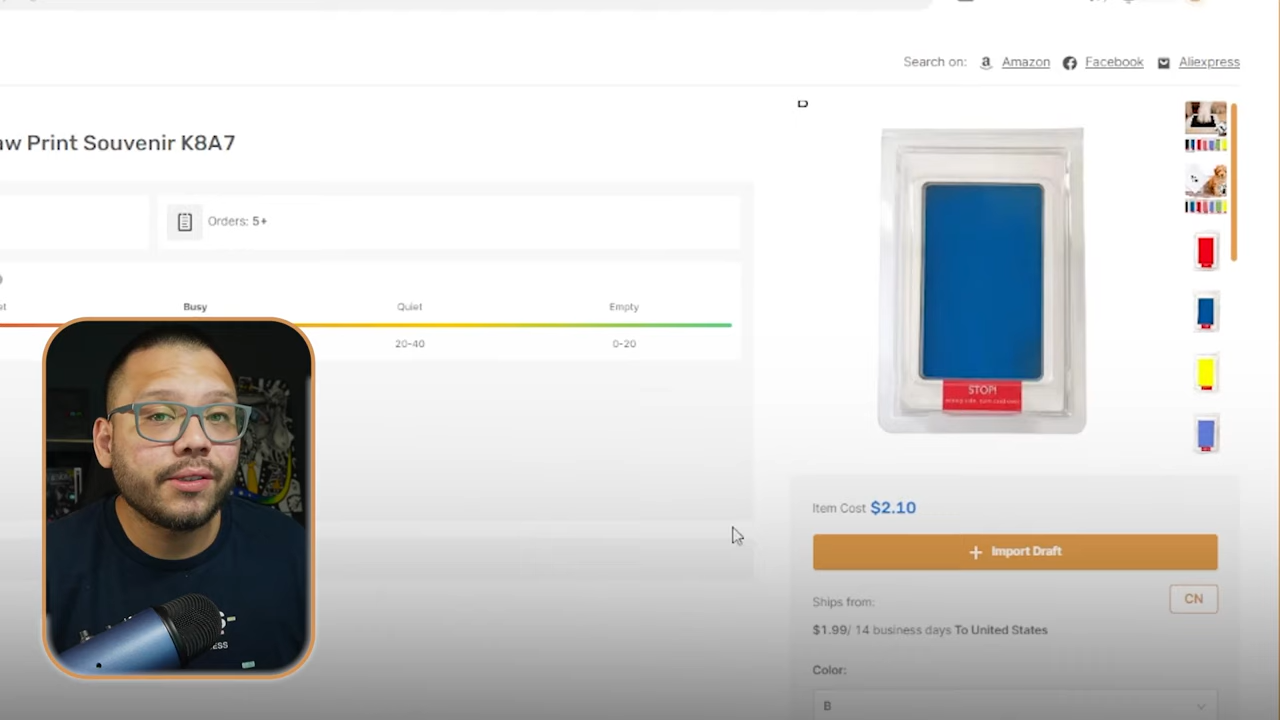 Search on: Amazon Facebook Aliexpress
aw Print Souvenir K8A7
Orders: 5+
Busy Quiet Empty
20-40 0-20
STOP!
Item Cost $2.10
+ Import Draft
Ships from: CN
$1.99/ 14 business days To United States
Color:
B
ESS